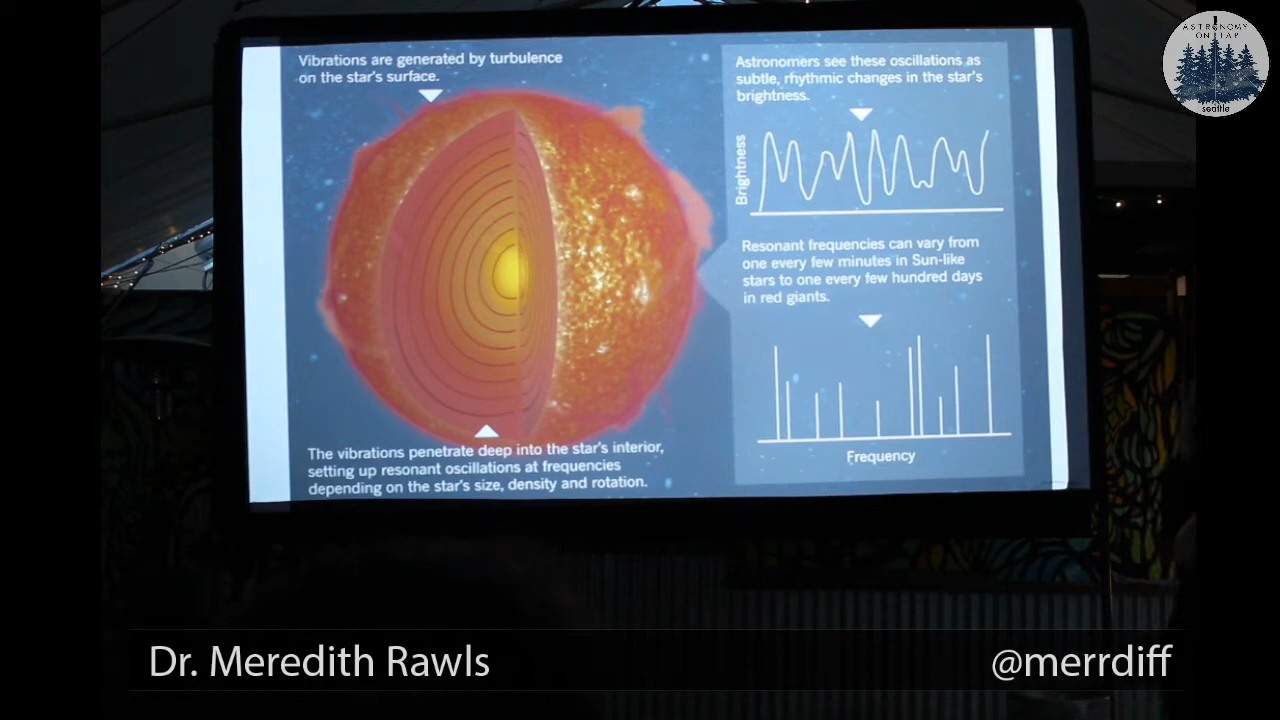 Vibrations are generated by turbulence
on the star's surface.
Astronomers see these oscillations as
subtle, rhythmic changes in the star's
brightness.
Brightness
Resonant frequencies can vary from
one every few minutes in Sun-like
stars to one every few hundred days
in red giants.
Frequency
The vibrations penetrate deep into the star's interior,
setting up resonant oscillations at frequencies
depending on the star's size, density and rotation.
ASTRONOMY
ON TAP
seattle
Dr. Meredith Rawls
@merrdiff